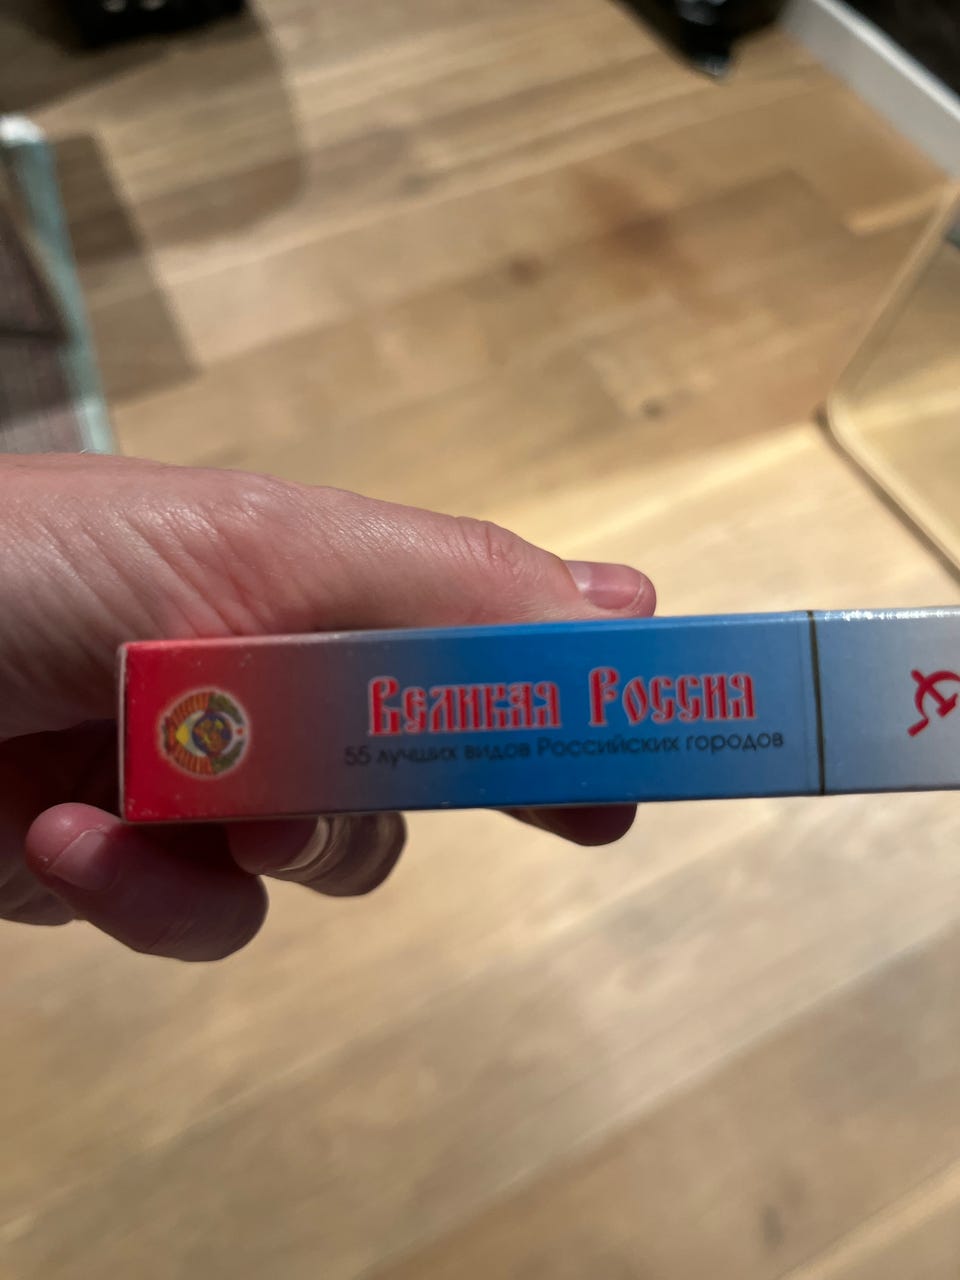 Великая Россия
55 лучших видов Российских городов